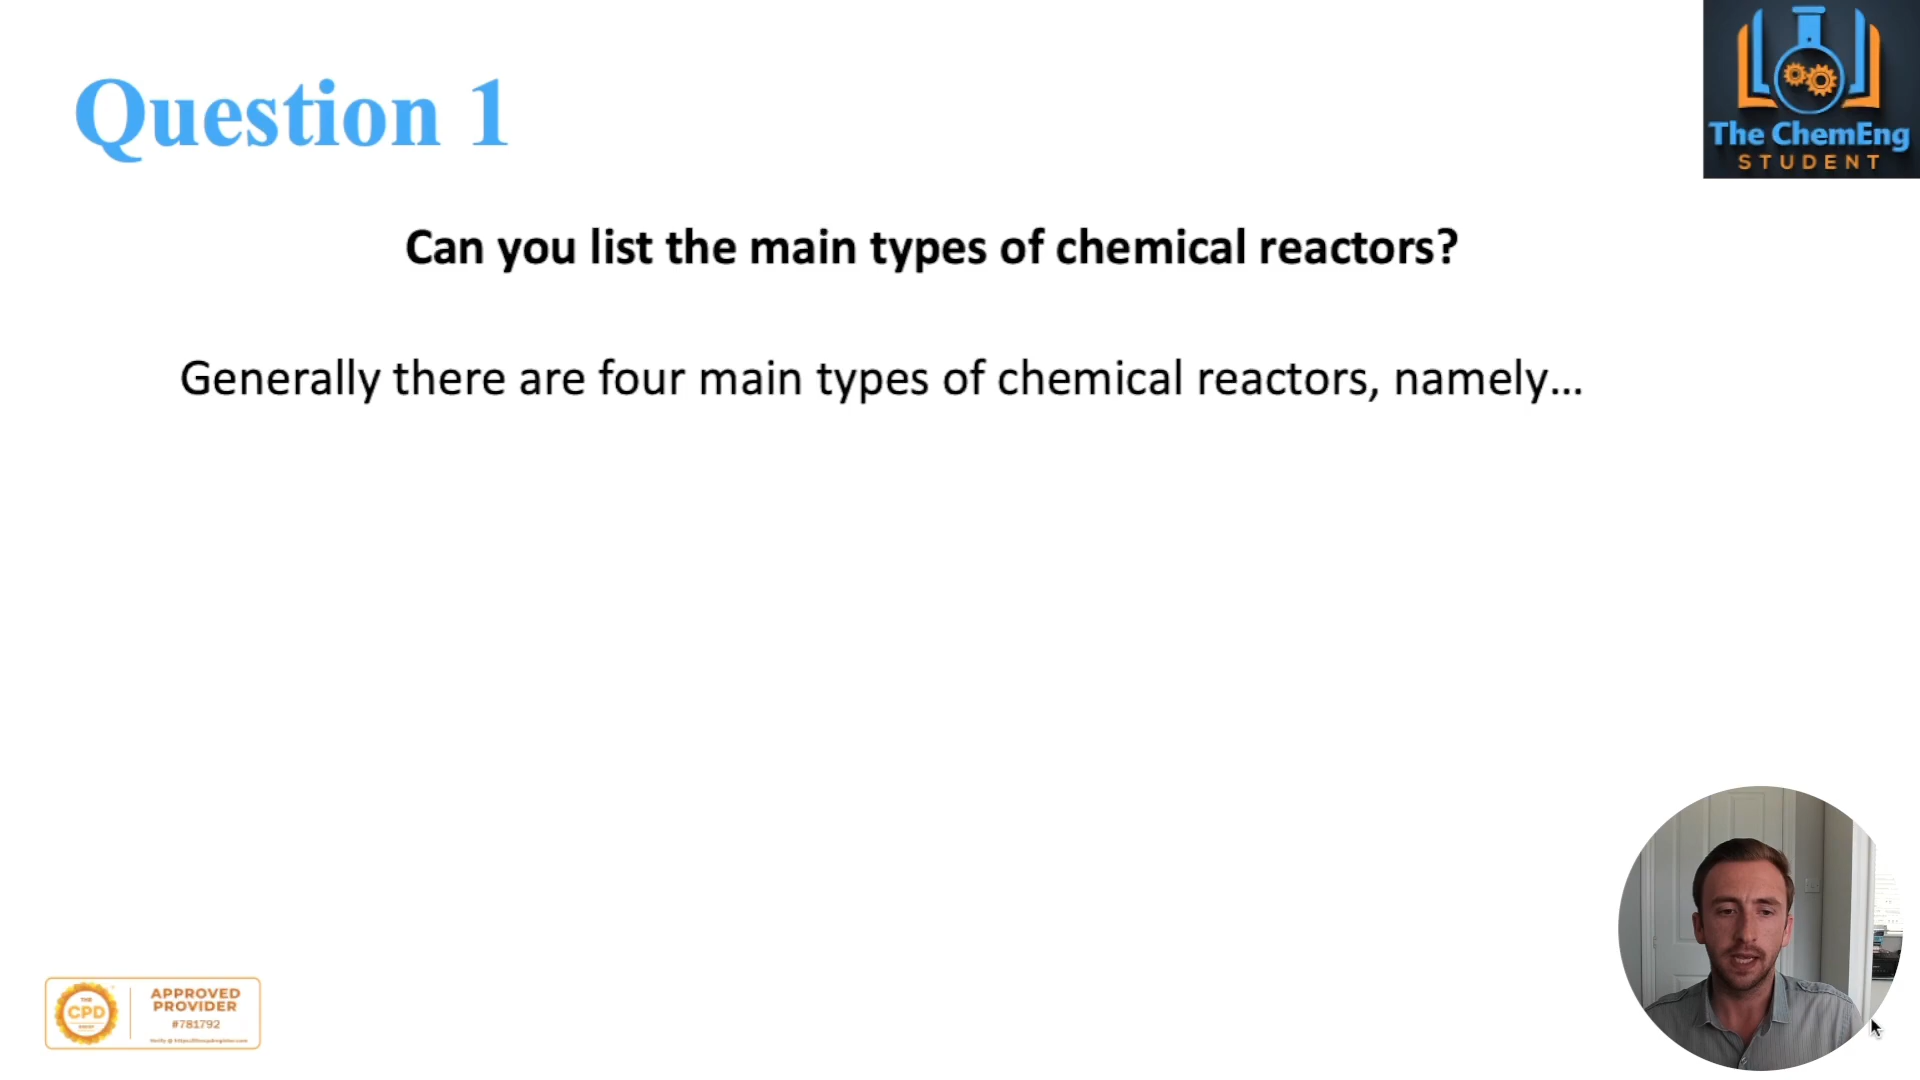 Question 1
The ChemEng
STUDENT
Can you list the main types of chemical reactors?
Generally there are four main types of chemical reactors, namely...
THE
CPD
APPROVED
PROVIDER
#781792